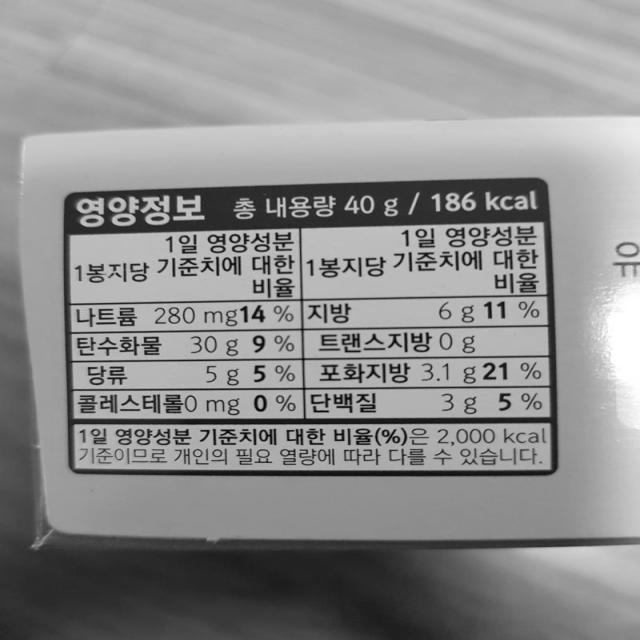 영양정보 총 내용량 40 g / 186 kcal
1봉지당 1일 영양성분 기준치에 대한 비율
1봉지당 1일 영양성분 기준치에 대한 비율
나트륨 280 mg 14 % 지방 6 g 11 %
탄수화물 30 g 9 % 트랜스지방 0 g
당류 5 g 5 % 포화지방 3.1 g 21 %
콜레스테롤 0 mg 0 % 단백질 3 g 5 %
1일 영양성분 기준치에 대한 비율(%)은 2,000 kcal
기준이므로 개인의 필요 열량에 따라 다를 수 있습니다.